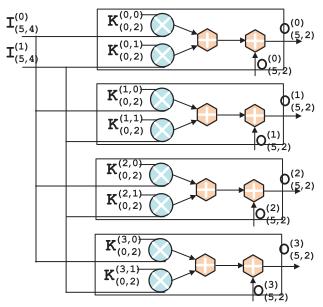 I^(0)_(5,4)
I^(1)_(5,4)
K^(0,0)_(0,2)
K^(0,1)_(0,2)
O^(0)_(5,2)
O^(0)_(5,2)
K^(1,0)_(0,2)
K^(1,1)_(0,2)
O^(1)_(5,2)
O^(1)_(5,2)
K^(2,0)_(0,2)
K^(2,1)_(0,2)
O^(2)_(5,2)
O^(2)_(5,2)
K^(3,0)_(0,2)
K^(3,1)_(0,2)
O^(3)_(5,2)
O^(3)_(5,2)